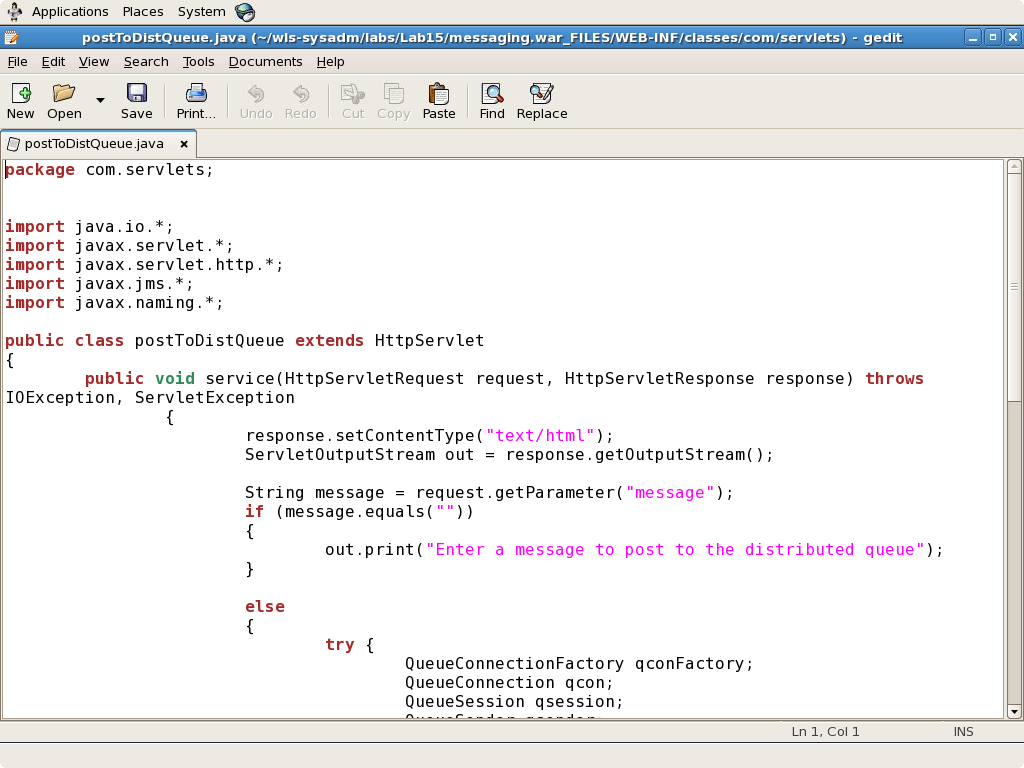 Applications Places System
postToDistQueue.java (~/wls-sysadm/labs/Lab15/messaging.war_FILES/WEB-INF/classes/com/servlets) - gedit
File Edit View Search Tools Documents Help
New Open Save Print... Undo Redo Cut Copy Paste Find Replace
postToDistQueue.java
package com.servlets;
import java.io.*;
import javax.servlet.*;
import javax.servlet.http.*;
import javax.jms.*;
import javax.naming.*;
public class postToDistQueue extends HttpServlet
{
public void service(HttpServletRequest request, HttpServletResponse response) throws
IOException, ServletException
{
response.setContentType("text/html");
ServletOutputStream out = response.getOutputStream();
String message = request.getParameter("message");
if (message.equals(""))
{
out.print("Enter a message to post to the distributed queue");
}
else
{
try {
QueueConnectionFactory qconFactory;
QueueConnection qcon;
QueueSession qsession;
Ln 1, Col 1 INS